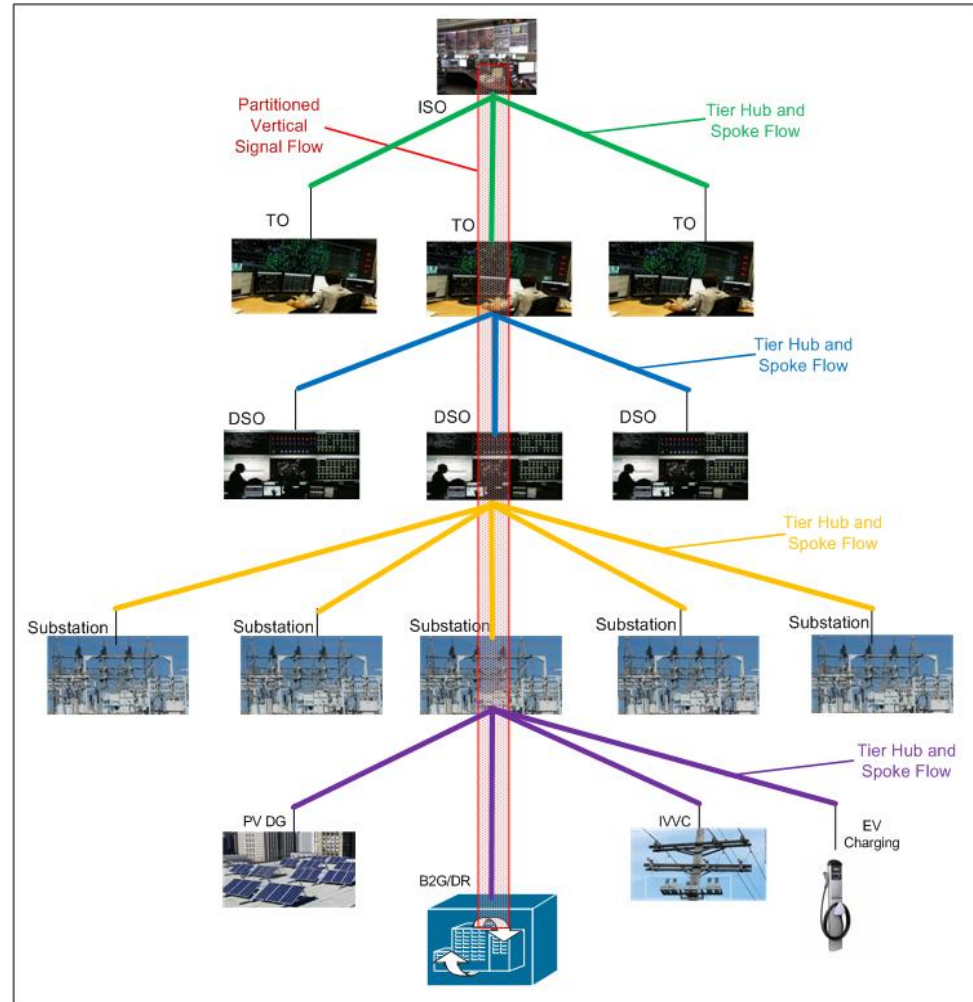 Partitioned
Vertical
Signal Flow
ISO
Tier Hub and
Spoke Flow
TO
TO
TO
Tier Hub and
Spoke Flow
DSO
DSO
DSO
Tier Hub and
Spoke Flow
Substation
Substation
Substation
Substation
Substation
Tier Hub and
Spoke Flow
PV DG
IVVC
EV
Charging
B2G/DR